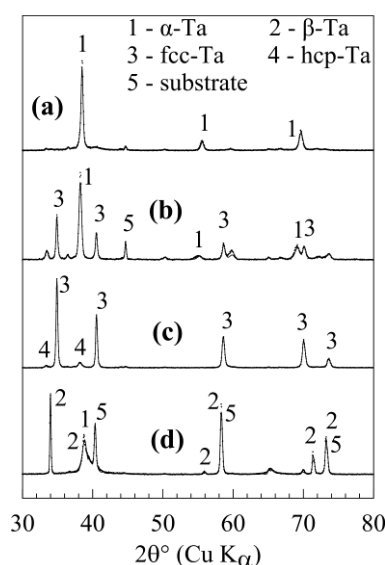 1 - α-Ta 2 - β-Ta
3 - fcc-Ta 4 - hcp-Ta
5 - substrate
1
(a)
1 1
3 1 3 5 (b) 1 3 1 3
3
4 4 3 (c) 3 3 3
2 2 1 5 (d) 2 2 5 2 2 5
30 40 50 60 70 80
2θ° (Cu Kα)